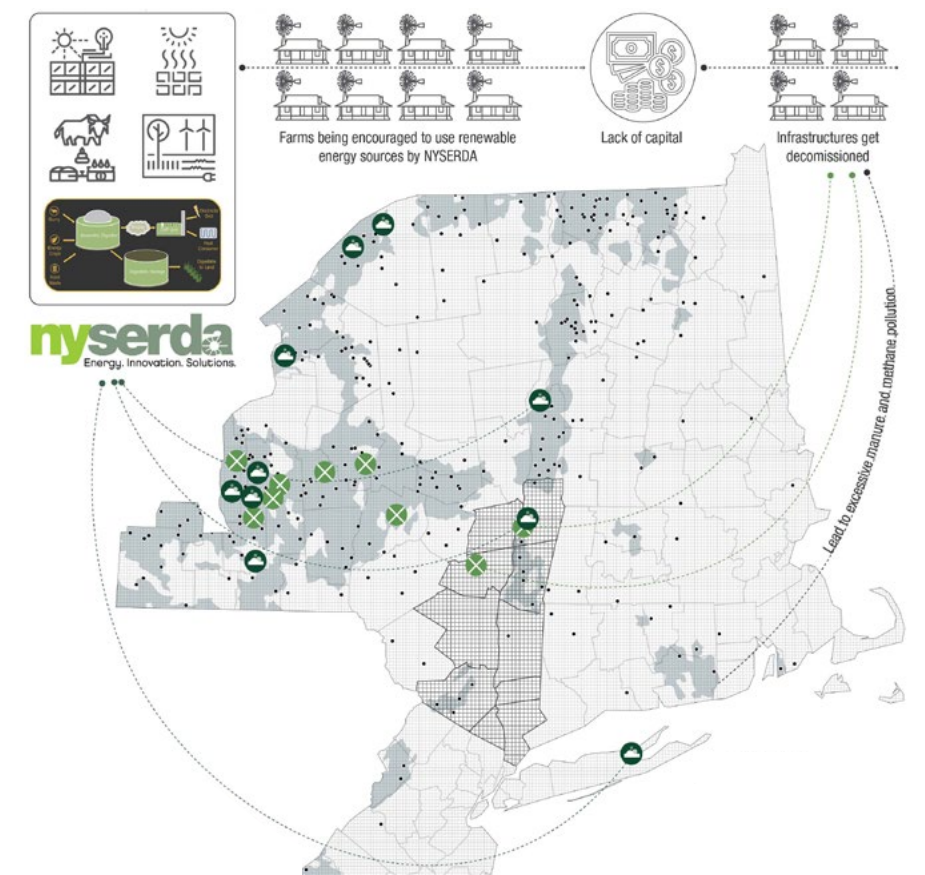 Farms being encouraged to use renewable
energy sources by NYSERDA
Lack of capital
Infrastructures get
decomissioned
nyserda
Energy. Innovation. Solutions.
Lead to excessive manure and methane pollution.